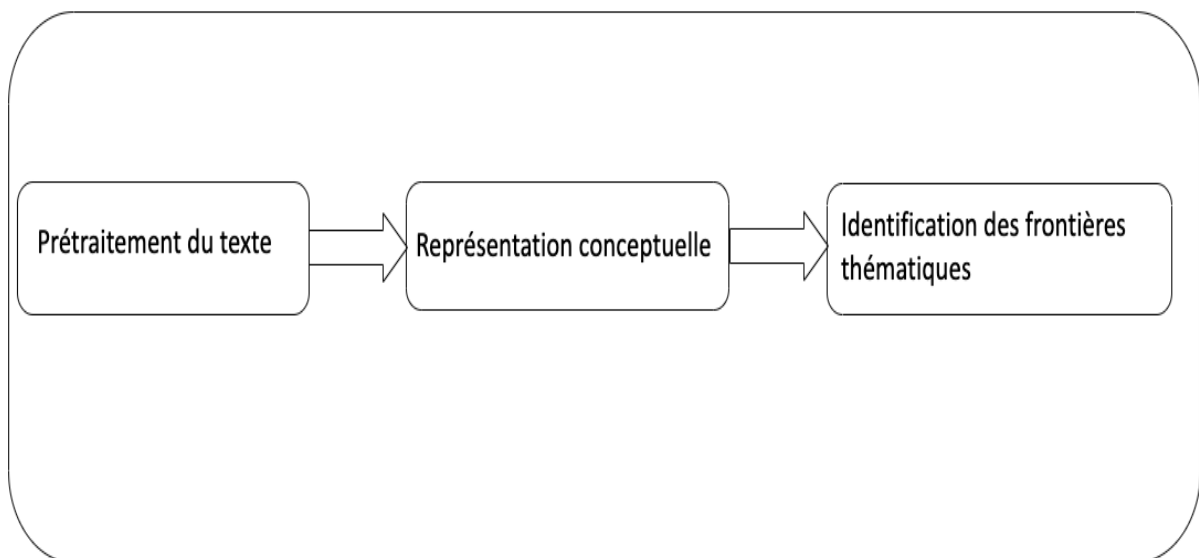 Prétraitement du texte
Représentation conceptuelle
Identification des frontières
thématiques